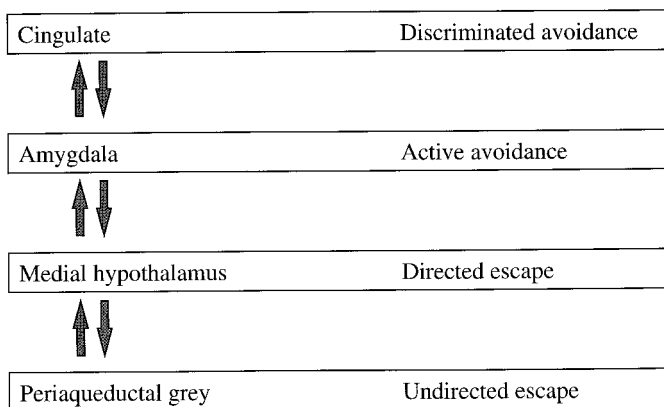 Cingulate Discriminated avoidance
Amygdala Active avoidance
Medial hypothalamus Directed escape
Periaqueductal grey Undirected escape